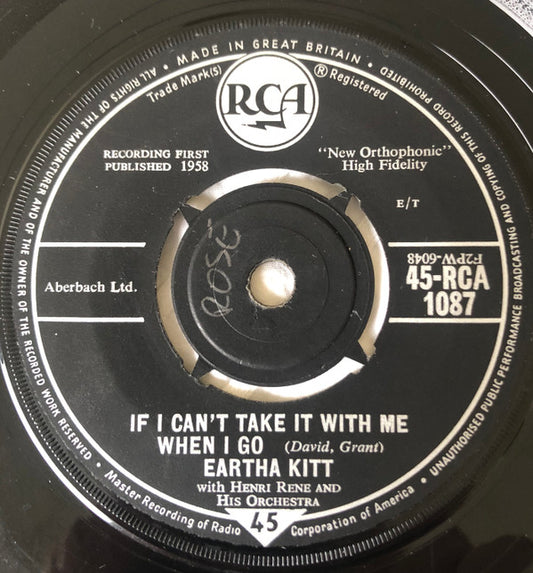 ALL RIGHTS OF THE MANUFACTURER AND OF THE OWNER OF THE RECORDED WORK RESERVED • MADE IN GREAT BRITAIN • UNAUTHORISED PUBLIC PERFORMANCE BROADCASTING AND COPYING OF THIS RECORD PROHIBITED
Trade Mark(s) ® Registered
RCA
RECORDING FIRST
PUBLISHED 1958
"New Orthophonic"
High Fidelity
E/T
ROSE
Aberbach Ltd.
F2PW-6048
45-RCA
1087
IF I CAN'T TAKE IT WITH ME
WHEN I GO (David, Grant)
EARTHA KITT
with HENRI RENE AND
HIS ORCHESTRA
45
Master Recording of Radio Corporation of America